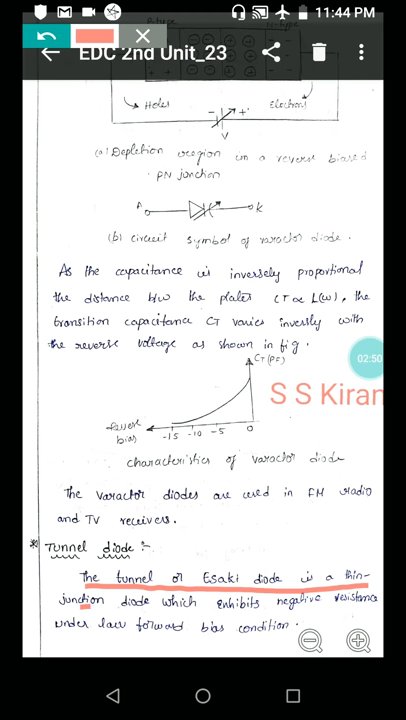 11:44 PM
EDC 2nd Unit_23
Holes
Electrons
- +
V
(a) Depletion region in a reverse biased
PN junction
A K
(b) circuit symbol of varactor diode.
As the capacitance is inversely proportional
the distance b/w the plates (T∝ L(W), the
transition capacitance CT varies inversly with
the reverse voltage as shown in fig.
02:50
CT(PF)
S S Kiran
reverse
bias
-15 -10 -5 0
characteristics of varactor diode
The varactor diodes are used in FM radio
and TV receivers.
* Tunnel diode :-
The tunnel or Esaki diode is a thin-
junction diode which exhibits negative resistance
under low forward bias condition.